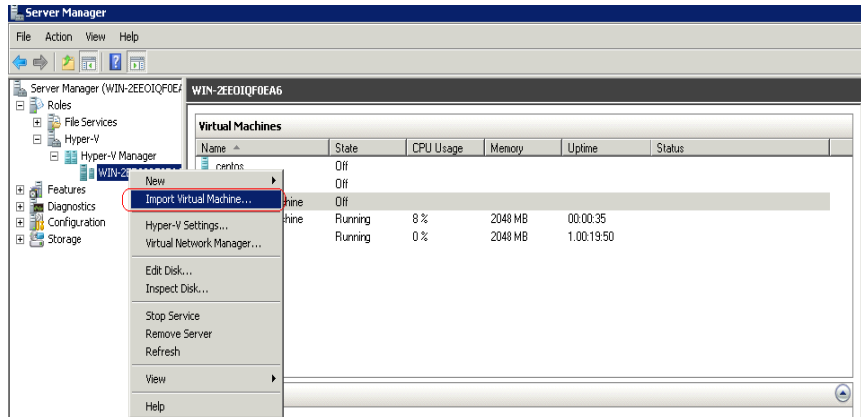 Server Manager
File Action View Help
Server Manager (WIN-2EEOIQF0EA
Roles
File Services
Hyper-V
Hyper-V Manager
Features
Diagnostics
Configuration
Storage
WIN-2EEOIQF0EA6
Virtual Machines
Name State CPU Usage Memory Uptime Status
centos Off
Off
hine Off
hine Running 8 % 2048 MB 00:00:35
Running 0 % 2048 MB 1.00:19:50
New
Import Virtual Machine...
Hyper-V Settings...
Virtual Network Manager...
Edit Disk...
Inspect Disk...
Stop Service
Remove Server
Refresh
View
Help